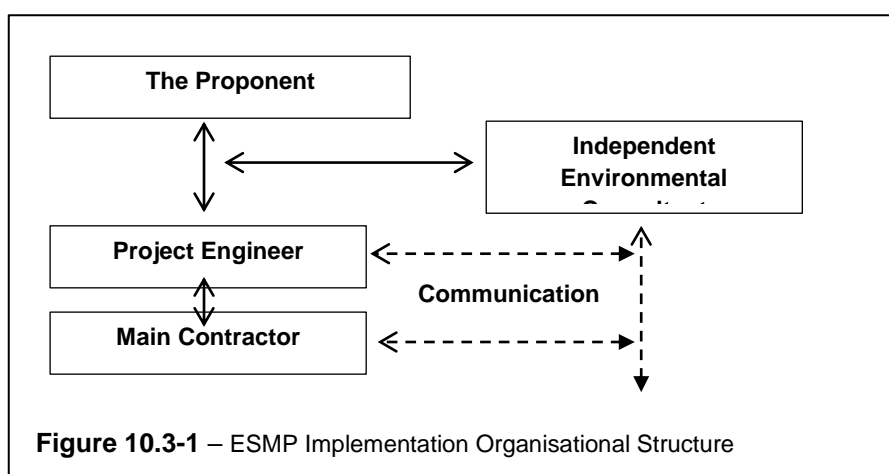 The Proponent
Independent
Environmental
Project Engineer
Communication
Main Contractor
Figure 10.3-1 – ESMP Implementation Organisational Structure